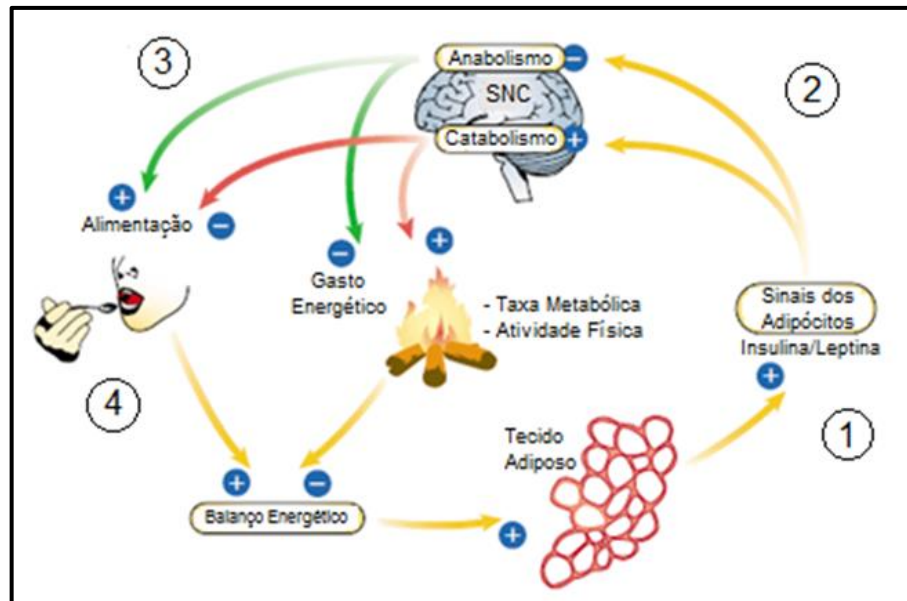 3
Anabolismo −
2
SNC
Catabolismo +
+
Alimentação −
− +
Gasto
Energético
- Taxa Metabólica
- Atividade Física
Sinais dos
Adipócitos
Insulina/Leptina
+
4
1
Tecido
Adiposo
+ −
Balanço Energético
+